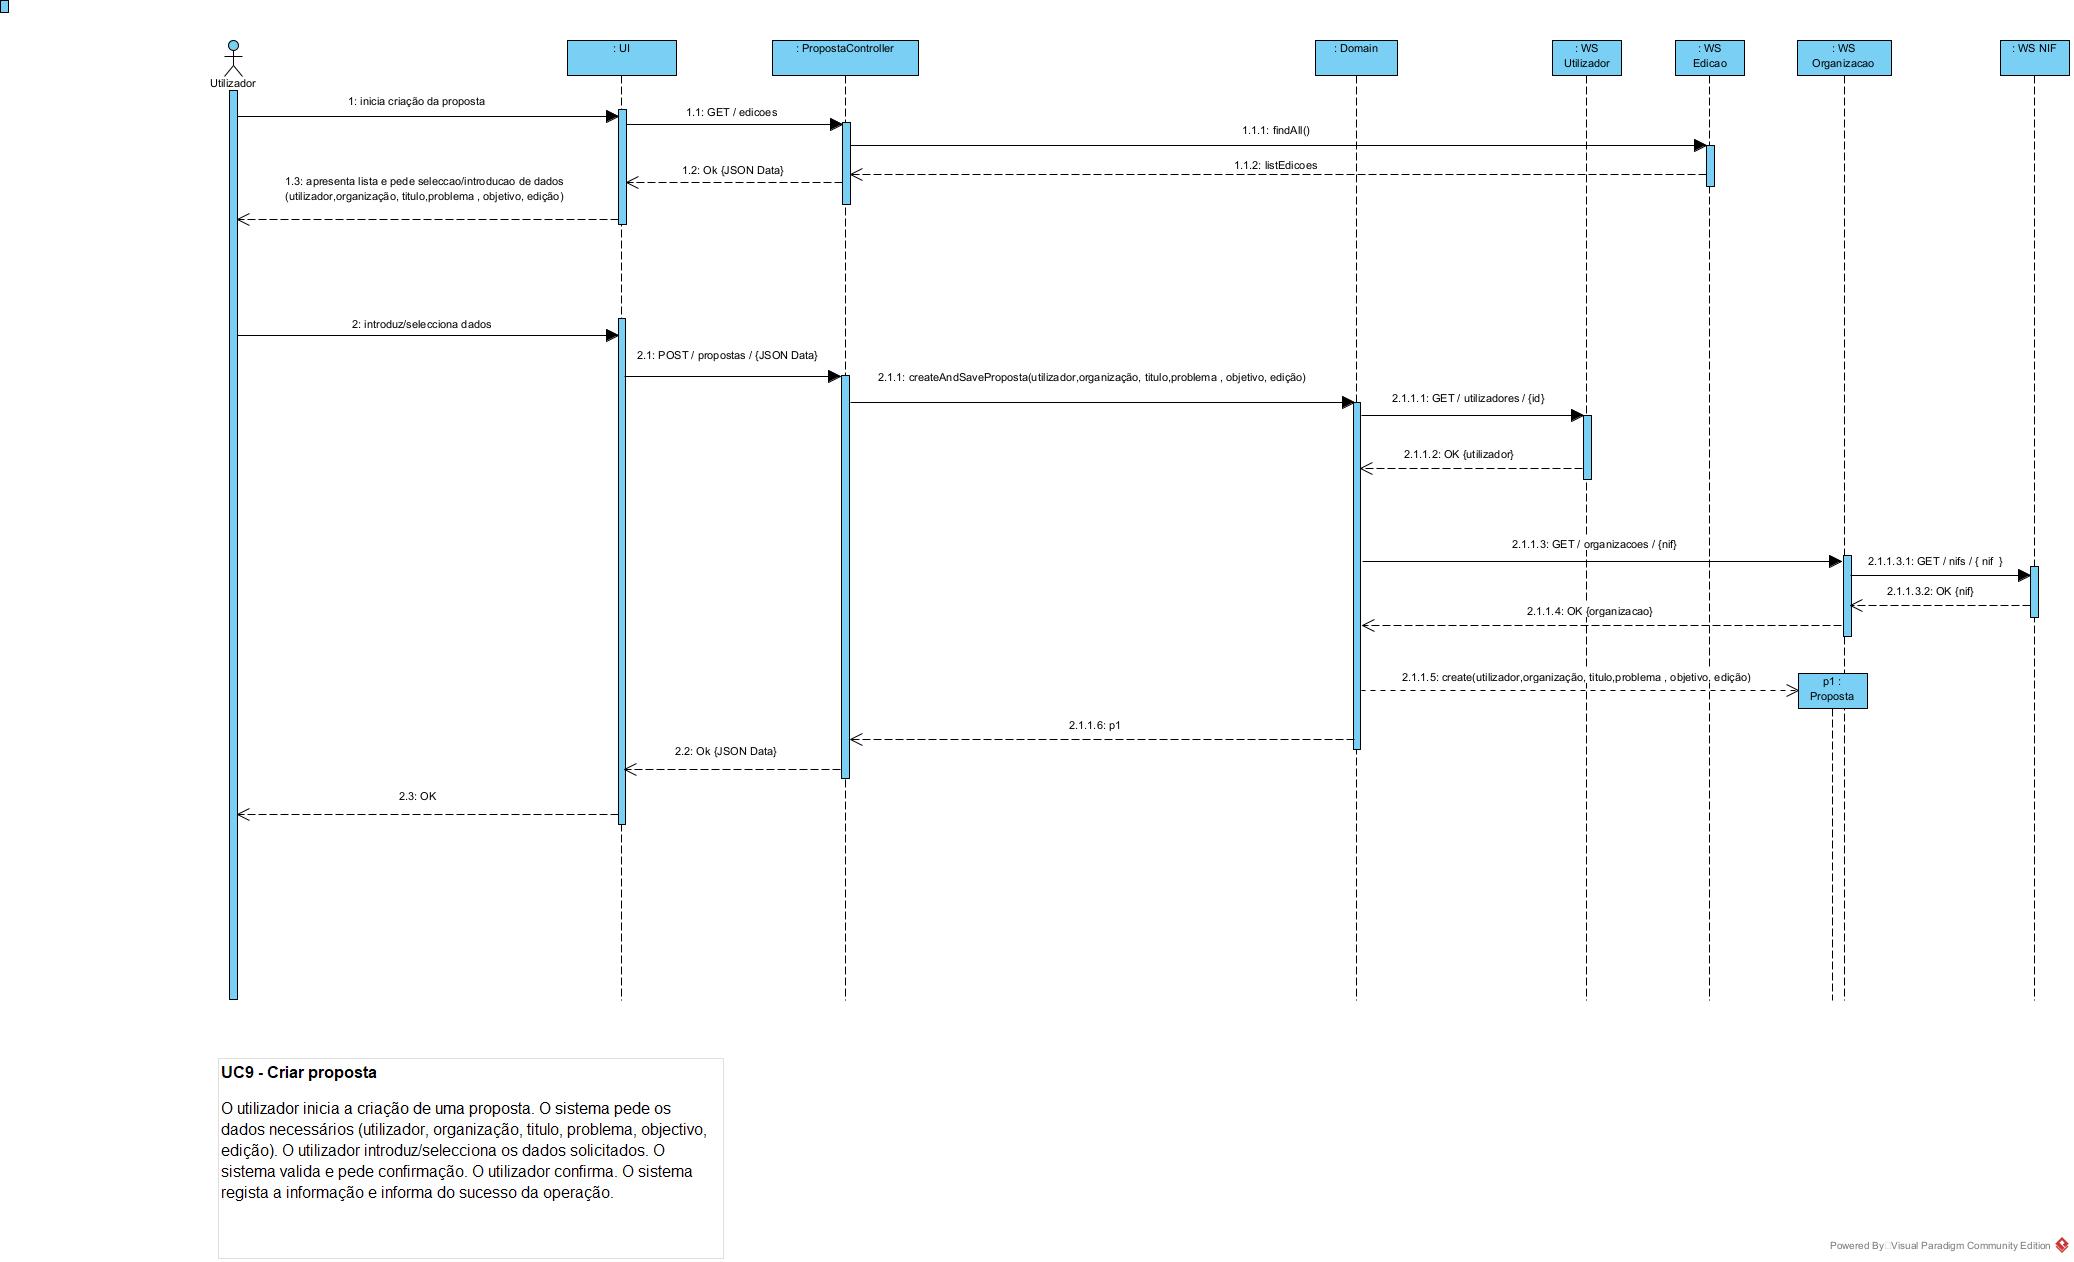 : UI
: PropostaController
: Domain
: WS
Utilizador
: WS
Edicao
: WS
Organizacao
: WS NIF
Utilizador
1: inicia criação da proposta
1.1: GET / edicoes
1.1.1: findAll()
1.1.2: listEdicoes
1.2: Ok {JSON Data}
1.3: apresenta lista e pede seleccao/introducao de dados
(utilizador,organização, titulo,problema , objetivo, edição)
2: introduz/selecciona dados
2.1: POST / propostas / {JSON Data}
2.1.1: createAndSaveProposta(utilizador,organização, titulo,problema , objetivo, edição)
2.1.1.1: GET / utilizadores / {id}
2.1.1.2: OK {utilizador}
2.1.1.3: GET / organizacoes / {nif}
2.1.1.3.1: GET / nifs / { nif }
2.1.1.3.2: OK {nif}
2.1.1.4: OK {organizacao}
2.1.1.5: create(utilizador,organização, titulo,problema , objetivo, edição)
p1 :
Proposta
2.1.1.6: p1
2.2: Ok {JSON Data}
2.3: OK
UC9 - Criar proposta
O utilizador inicia a criação de uma proposta. O sistema pede os
dados necessários (utilizador, organização, titulo, problema, objectivo,
edição). O utilizador introduz/selecciona os dados solicitados. O
sistema valida e pede confirmação. O utilizador confirma. O sistema
regista a informação e informa do sucesso da operação.
Powered By Visual Paradigm Community Edition